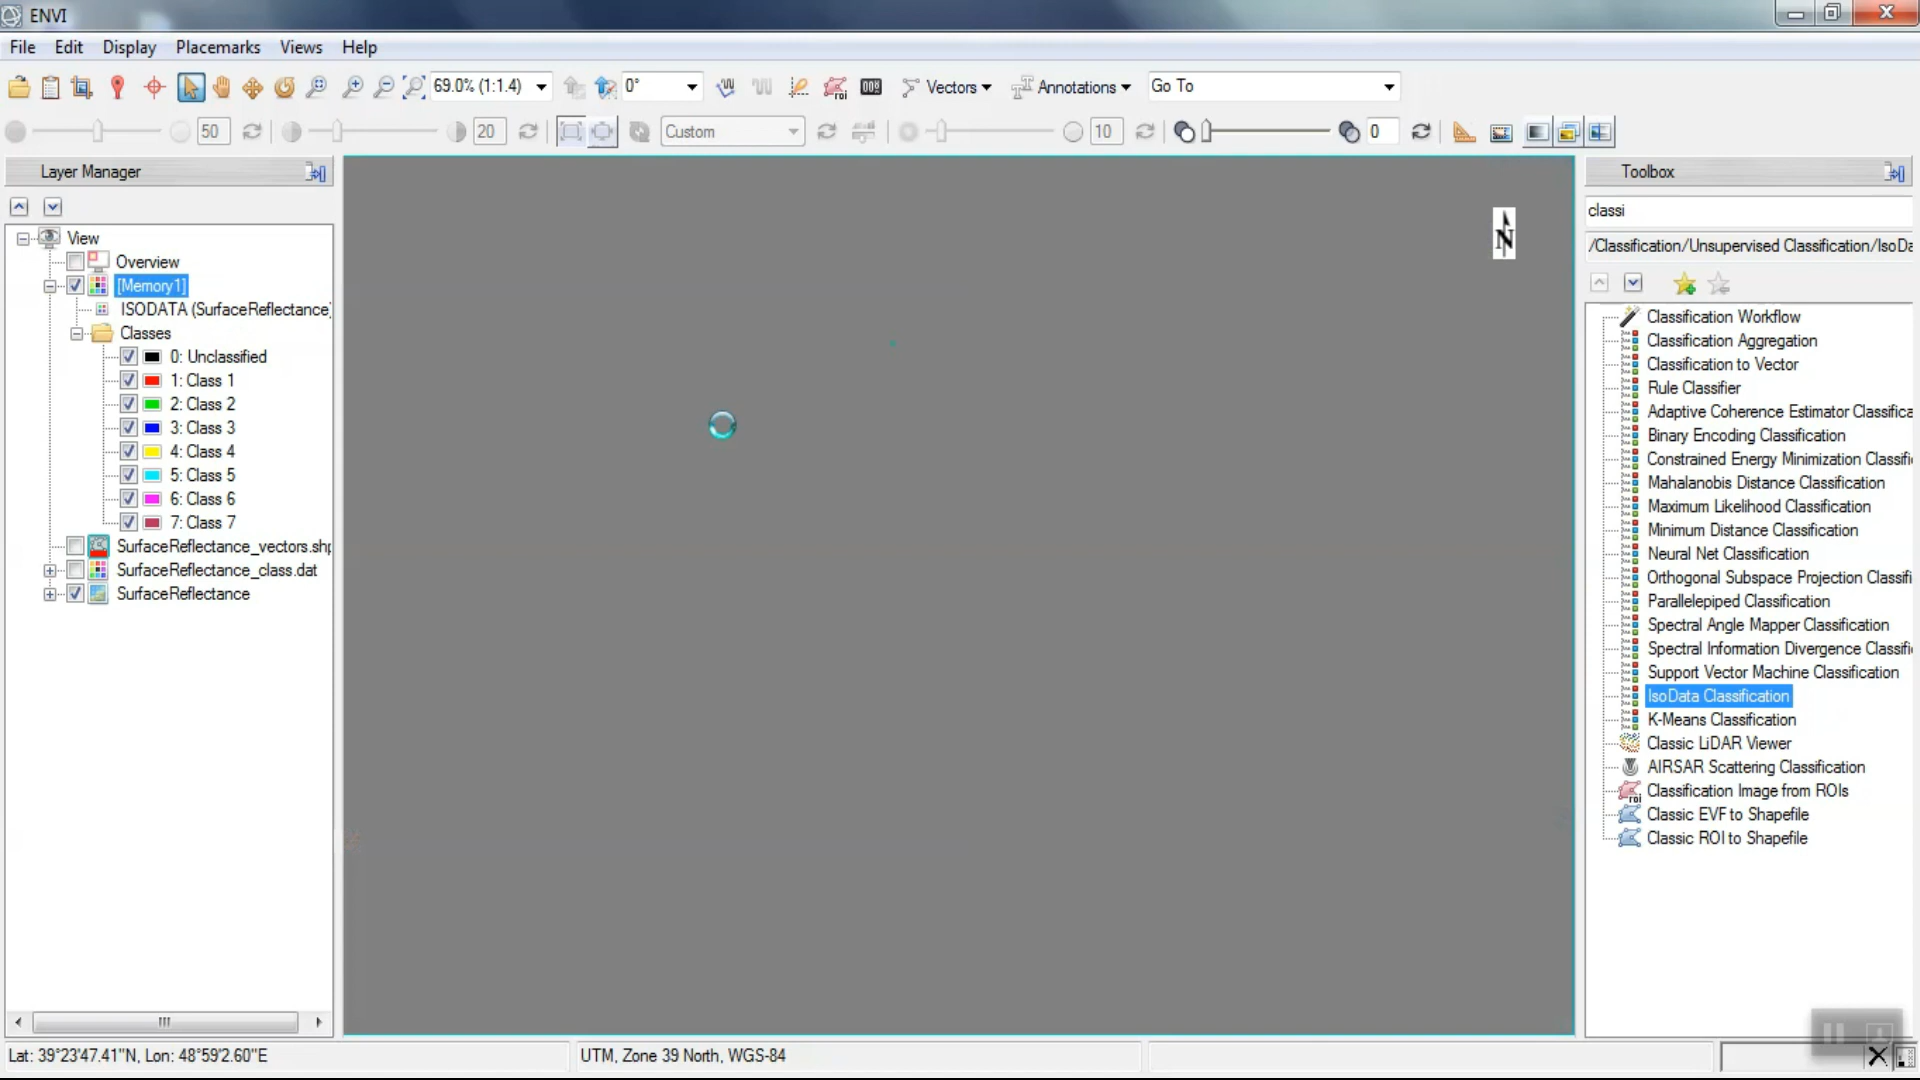 ENVI
File Edit Display Placemarks Views Help
69.0% (1:1.4) 0° roi Vectors Annotations Go To
50 20 Custom 10 0
Layer Manager
View
Overview
[Memory1]
ISODATA (SurfaceReflectance)
Classes
0: Unclassified
1: Class 1
2: Class 2
3: Class 3
4: Class 4
5: Class 5
6: Class 6
7: Class 7
SurfaceReflectance_vectors.shp
SurfaceReflectance_class.dat
SurfaceReflectance
N
Toolbox
classi
/Classification/Unsupervised Classification/IsoDa
Classification Workflow
Classification Aggregation
Classification to Vector
Rule Classifier
Adaptive Coherence Estimator Classifica
Binary Encoding Classification
Constrained Energy Minimization Classifi
Mahalanobis Distance Classification
Maximum Likelihood Classification
Minimum Distance Classification
Neural Net Classification
Orthogonal Subspace Projection Classifi
Parallelepiped Classification
Spectral Angle Mapper Classification
Spectral Information Divergence Classifi
Support Vector Machine Classification
IsoData Classification
K-Means Classification
Classic LiDAR Viewer
AIRSAR Scattering Classification
Classification Image from ROIs
Classic EVF to Shapefile
Classic ROI to Shapefile
Lat: 39°23'47.41"N, Lon: 48°59'2.60"E
UTM, Zone 39 North, WGS-84